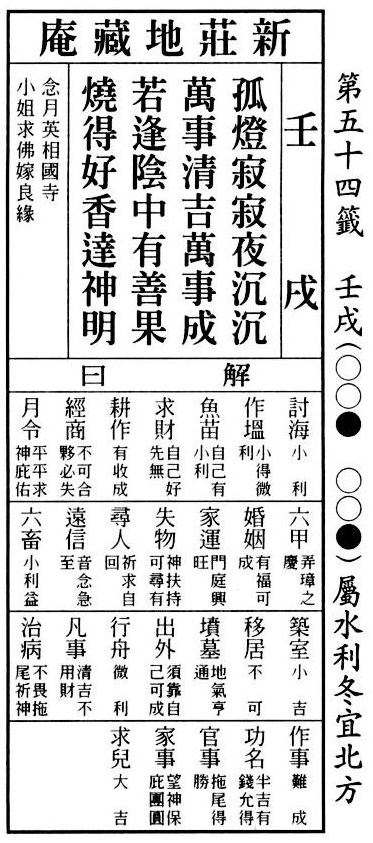 第五十四籤 壬戌(○○● ○○●)屬水利冬、宜北方
新莊地藏庵
壬戌
孤燈寂寂夜沉沉
萬事清吉萬事成
若逢陰中有善果
燒得好香達神明
念月英相國寺
小姐求佛嫁良緣
解曰
討海 小利
作塭 小得微利
魚苗 自己有小利
求財 自己好先無
耕作 有收成
經商 不可合夥必失
月令 平平求神庇佑
六甲 弄璋之慶
婚姻 有福可成
家運 門庭興旺
失物 神扶持可尋有
尋人 祈求自回
遠信 音念急至
六畜 小利益
築室 小吉
移居 不可
墳墓 地氣亨通
出外 須靠自己可成
行舟 微利
凡事 清吉不用財
治病 不畏拖尾祈神
作事 難成
功名 半吉有錢允得
官事 拖尾得勝
家事 望神保庇團圓
求兒 大吉